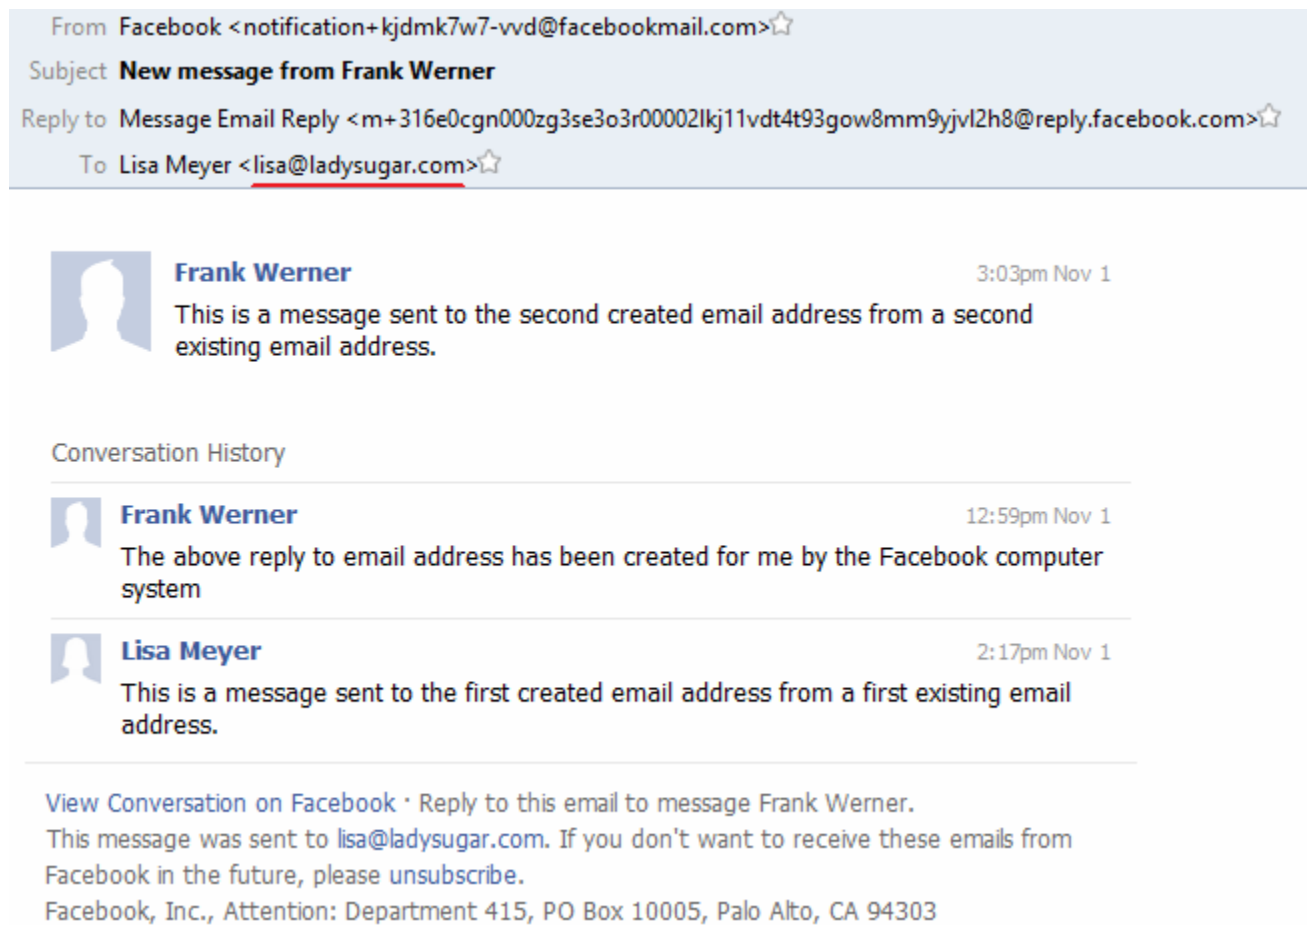 From Facebook <notification+kjdmk7w7-vvd@facebookmail.com>
Subject New message from Frank Werner
Reply to Message Email Reply <m+316e0cgn000zg3se3o3r00002lkj11vdt4t93gow8mm9yjvl2h8@reply.facebook.com>
To Lisa Meyer <lisa@ladysugar.com>
Frank Werner 3:03pm Nov 1
This is a message sent to the second created email address from a second
existing email address.
Conversation History
Frank Werner 12:59pm Nov 1
The above reply to email address has been created for me by the Facebook computer
system
Lisa Meyer 2:17pm Nov 1
This is a message sent to the first created email address from a first existing email
address.
View Conversation on Facebook · Reply to this email to message Frank Werner.
This message was sent to lisa@ladysugar.com. If you don't want to receive these emails from
Facebook in the future, please unsubscribe.
Facebook, Inc., Attention: Department 415, PO Box 10005, Palo Alto, CA 94303